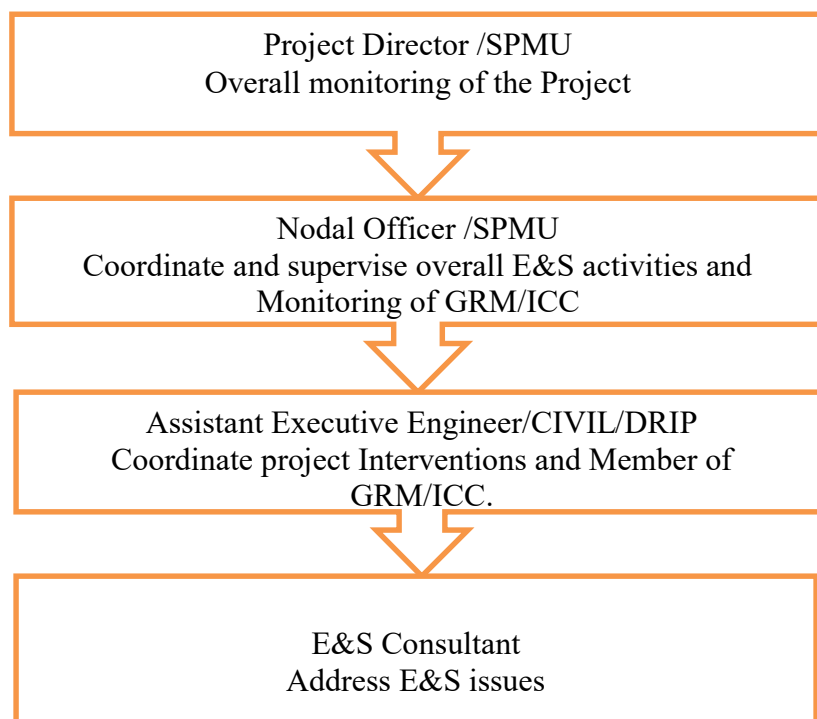 Project Director /SPMU
Overall monitoring of the Project
Nodal Officer /SPMU
Coordinate and supervise overall E&S activities and
Monitoring of GRM/ICC
Assistant Executive Engineer/CIVIL/DRIP
Coordinate project Interventions and Member of
GRM/ICC.
E&S Consultant
Address E&S issues